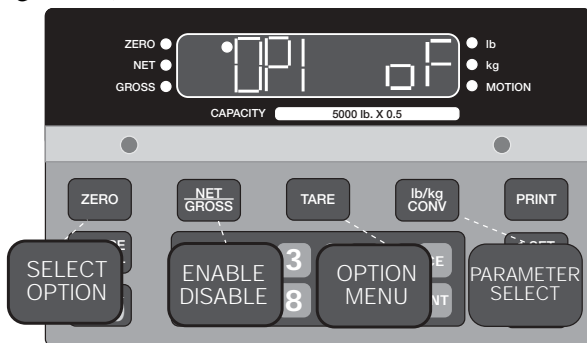 ZERO
NET
GROSS
OPI oF
lb
kg
MOTION
CAPACITY 5000 lb. X 0.5
ZERO
NET
GROSS
TARE
lb/kg
CONV
PRINT
3
8
SELECT
OPTION
ENABLE
DISABLE
OPTION
MENU
PARAMETER
SELECT